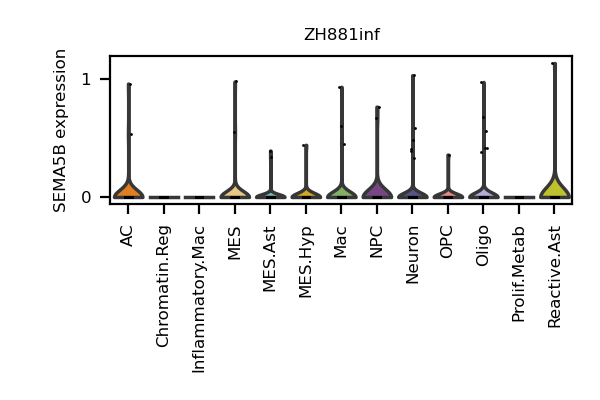 ZH881inf
SEMA5B expression
1
0
AC
Chromatin.Reg
Inflammatory.Mac
MES
MES.Ast
MES.Hyp
Mac
NPC
Neuron
OPC
Oligo
Prolif.Metab
Reactive.Ast